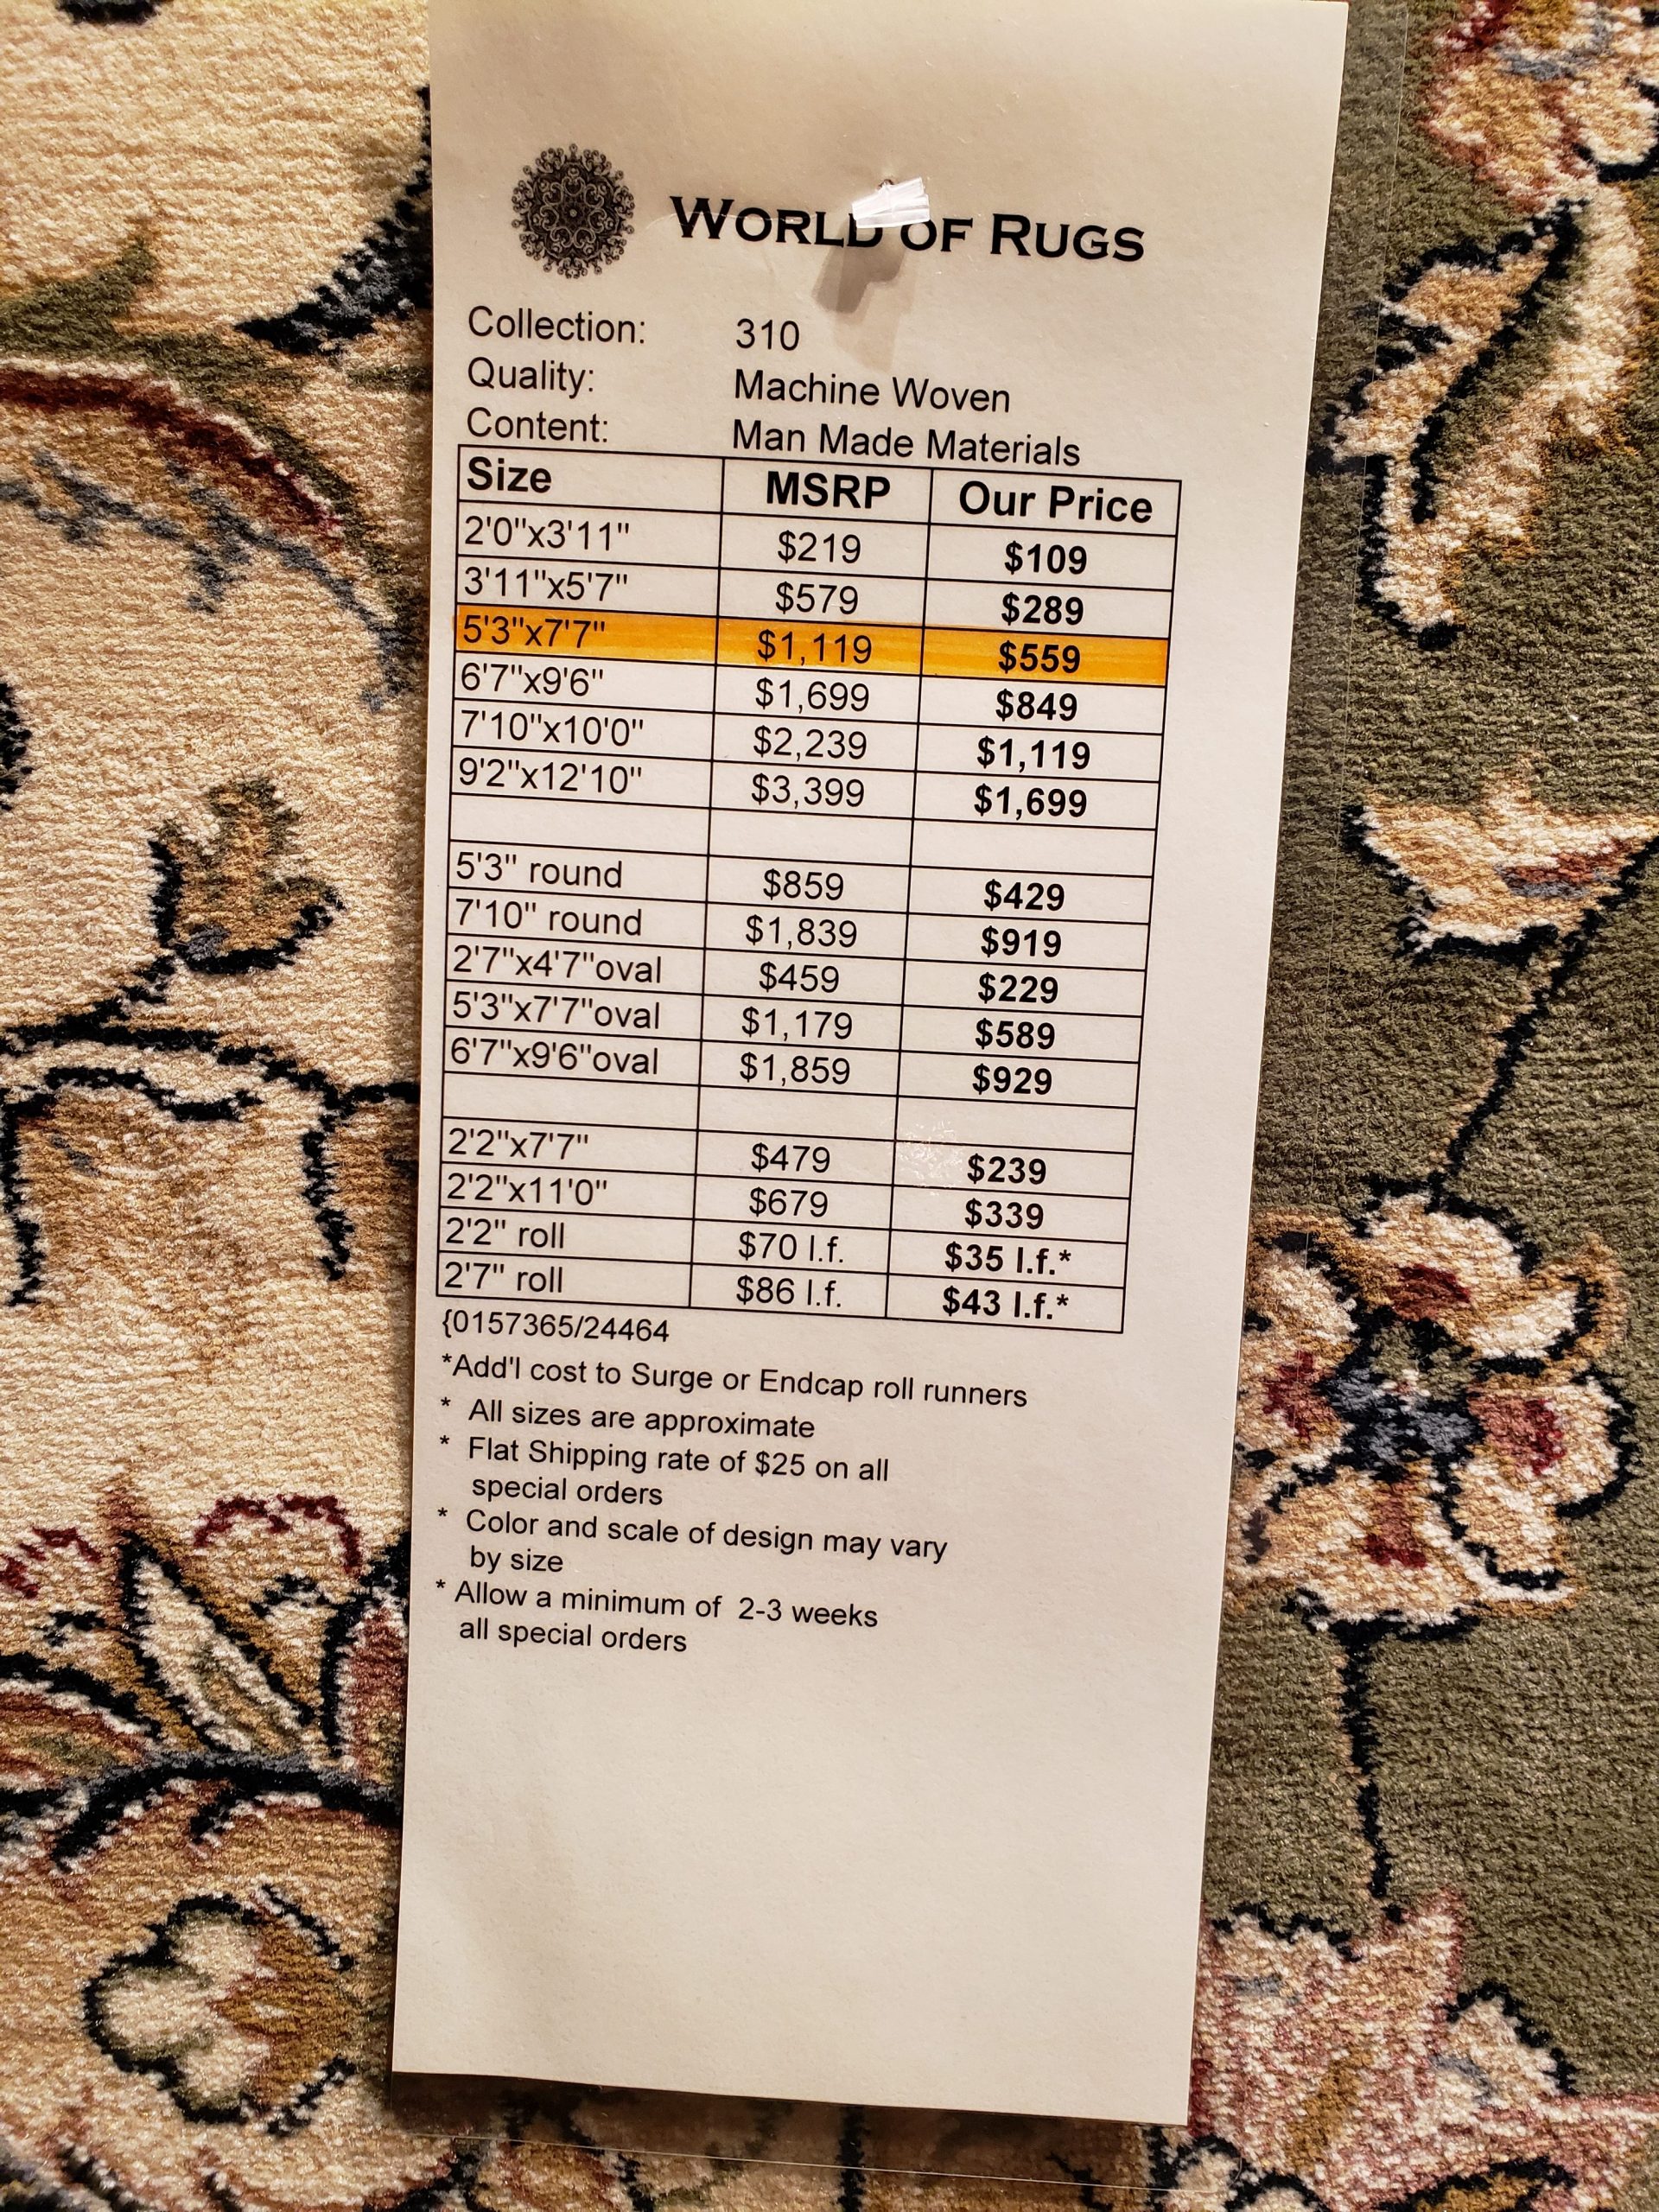 WORLD OF RUGS
Collection: 310
Quality: Machine Woven
Content: Man Made Materials
Size MSRP Our Price
2'0"x3'11" $219 $109
3'11"x5'7" $579 $289
5'3"x7'7" $1,119 $559
6'7"x9'6" $1,699 $849
7'10"x10'0" $2,239 $1,119
9'2"x12'10" $3,399 $1,699
5'3" round $859 $429
7'10" round $1,839 $919
2'7"x4'7"oval $459 $229
5'3"x7'7"oval $1,179 $589
6'7"x9'6"oval $1,859 $929
2'2"x7'7" $479 $239
2'2"x11'0" $679 $339
2'2" roll $70 l.f. $35 l.f.*
2'7" roll $86 l.f. $43 l.f.*
{0157365/24464
*Add'l cost to Surge or Endcap roll runners
* All sizes are approximate
* Flat Shipping rate of $25 on all
special orders
* Color and scale of design may vary
by size
* Allow a minimum of 2-3 weeks
all special orders